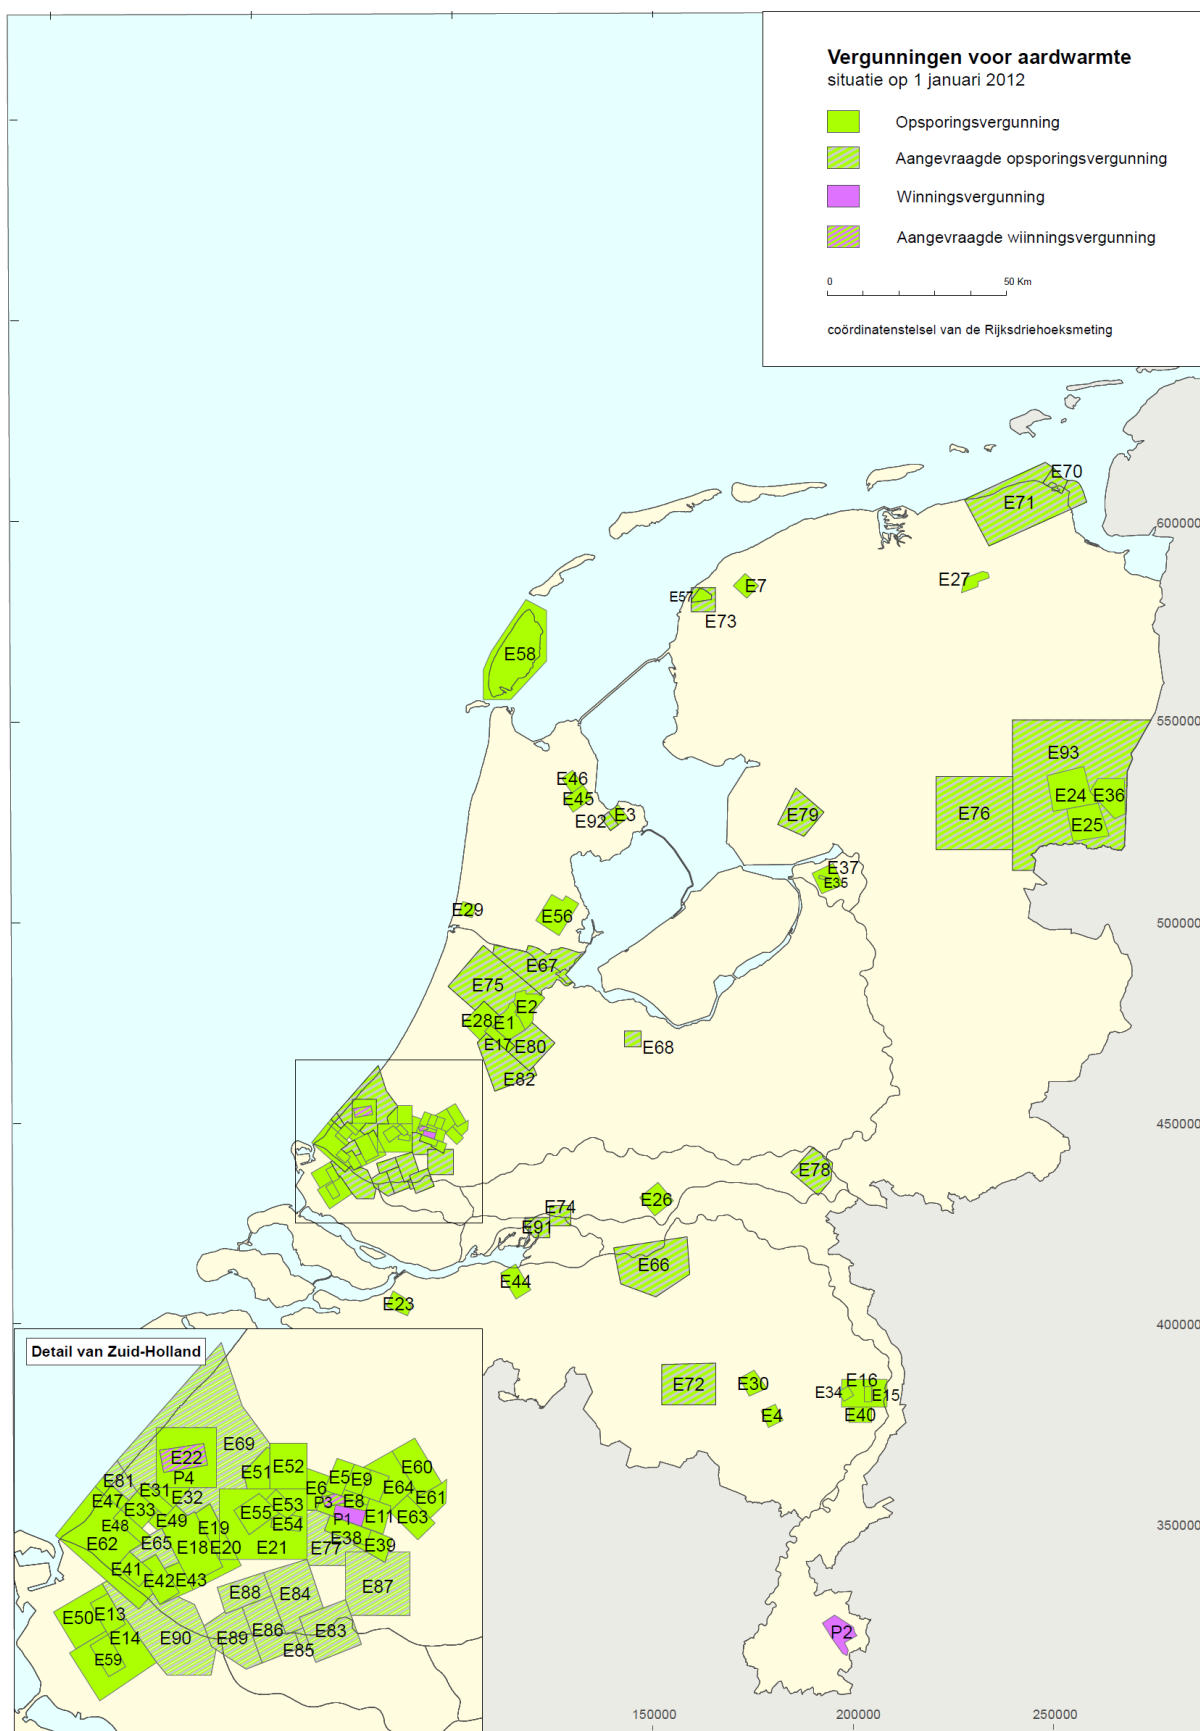 Vergunningen voor aardwarmte
situatie op 1 januari 2012
Opsporingsvergunning
Aangevraagde opsporingsvergunning
Winningsvergunning
Aangevraagde wiinningsvergunning
0 50 Km
coördinatenstelsel van de Rijksdriehoeksmeting
E70
E71
600000
E27
E7
E57
E73
E58
550000
E93
E46
E24 E36
E45
E3
E92
E79
E76
E25
E37
E35
E29
E56
500000
E67
E75
E2
E28 E1
E17 E80
E68
E82
450000
E78
E26
E74
E91
E66
E44
E23
400000
Detail van Zuid-Holland
E72
E30
E16
E34 E15
E4
E40
E69
E22
E52
E51
P4
E81
E5 E9
E60
E6
E64
E31
E32
E47
E33
E53
P3 E8
E61
E55
E11
E63
E48
E49
E19
E54
P1
350000
E62
E65
E18 E20
E21
E38
E77
E39
E41
E42 E43
E88
E84
E87
E50
E13
E14
E90
E89
E86
E83
E85
E59
P2
150000 200000 250000